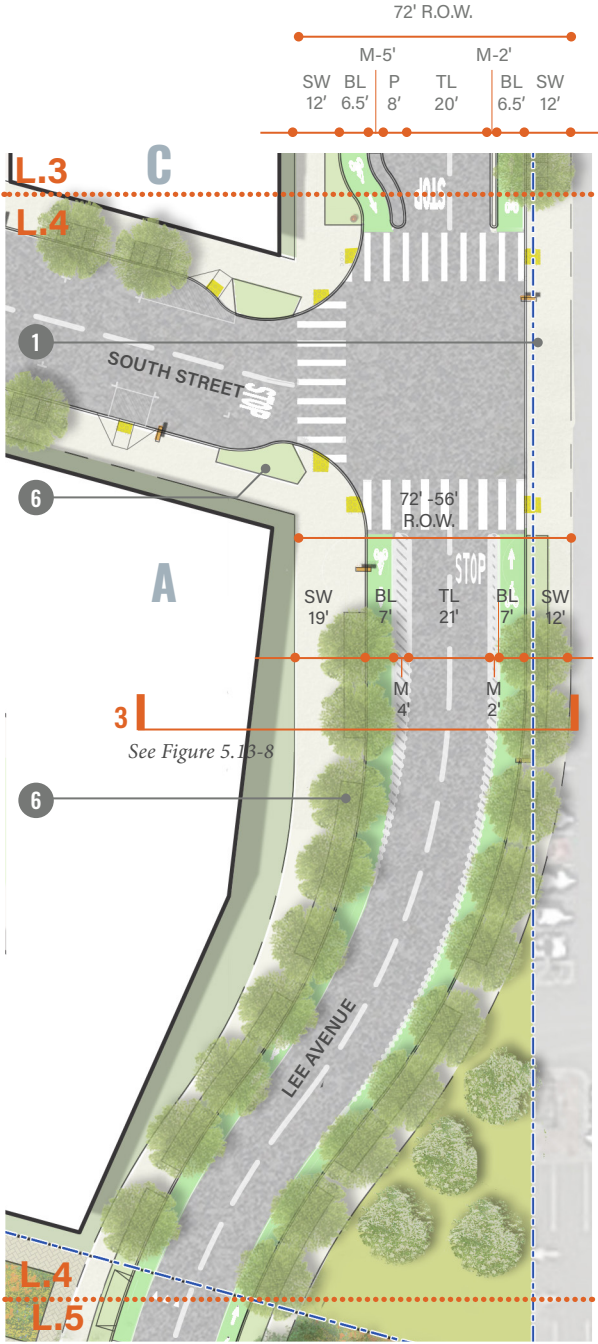 72' R.O.W.
M-5' M-2'
SW BL P TL BL SW
12' 6.5' 8' 20' 6.5' 12'
L.3 C
L.4
STOP
1
SOUTH STREET
STOP
6
72' -56'
R.O.W.
A
STOP
SW BL TL BL SW
19' 7' 21' 7' 12'
M M
4' 2'
3
See Figure 5.13-8
6
LEE AVENUE
L.4
L.5